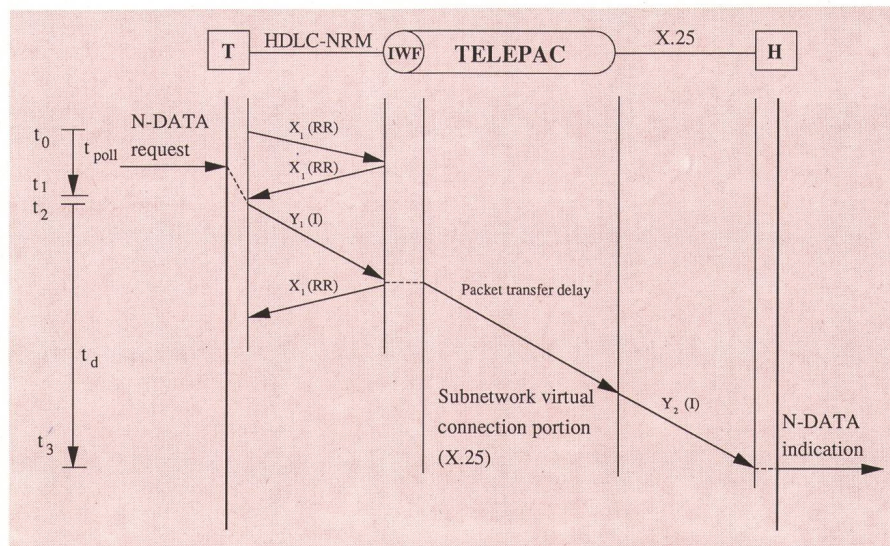 T
HDLC-NRM
IWF
TELEPAC
X.25
H
t0
tpoll
t1
t2
td
t3
N-DATA
request
X1 (RR)
X1 (RR)
Y1 (I)
X1 (RR)
Packet transfer delay
Subnetwork virtual
connection portion
(X.25)
Y2 (I)
N-DATA
indication